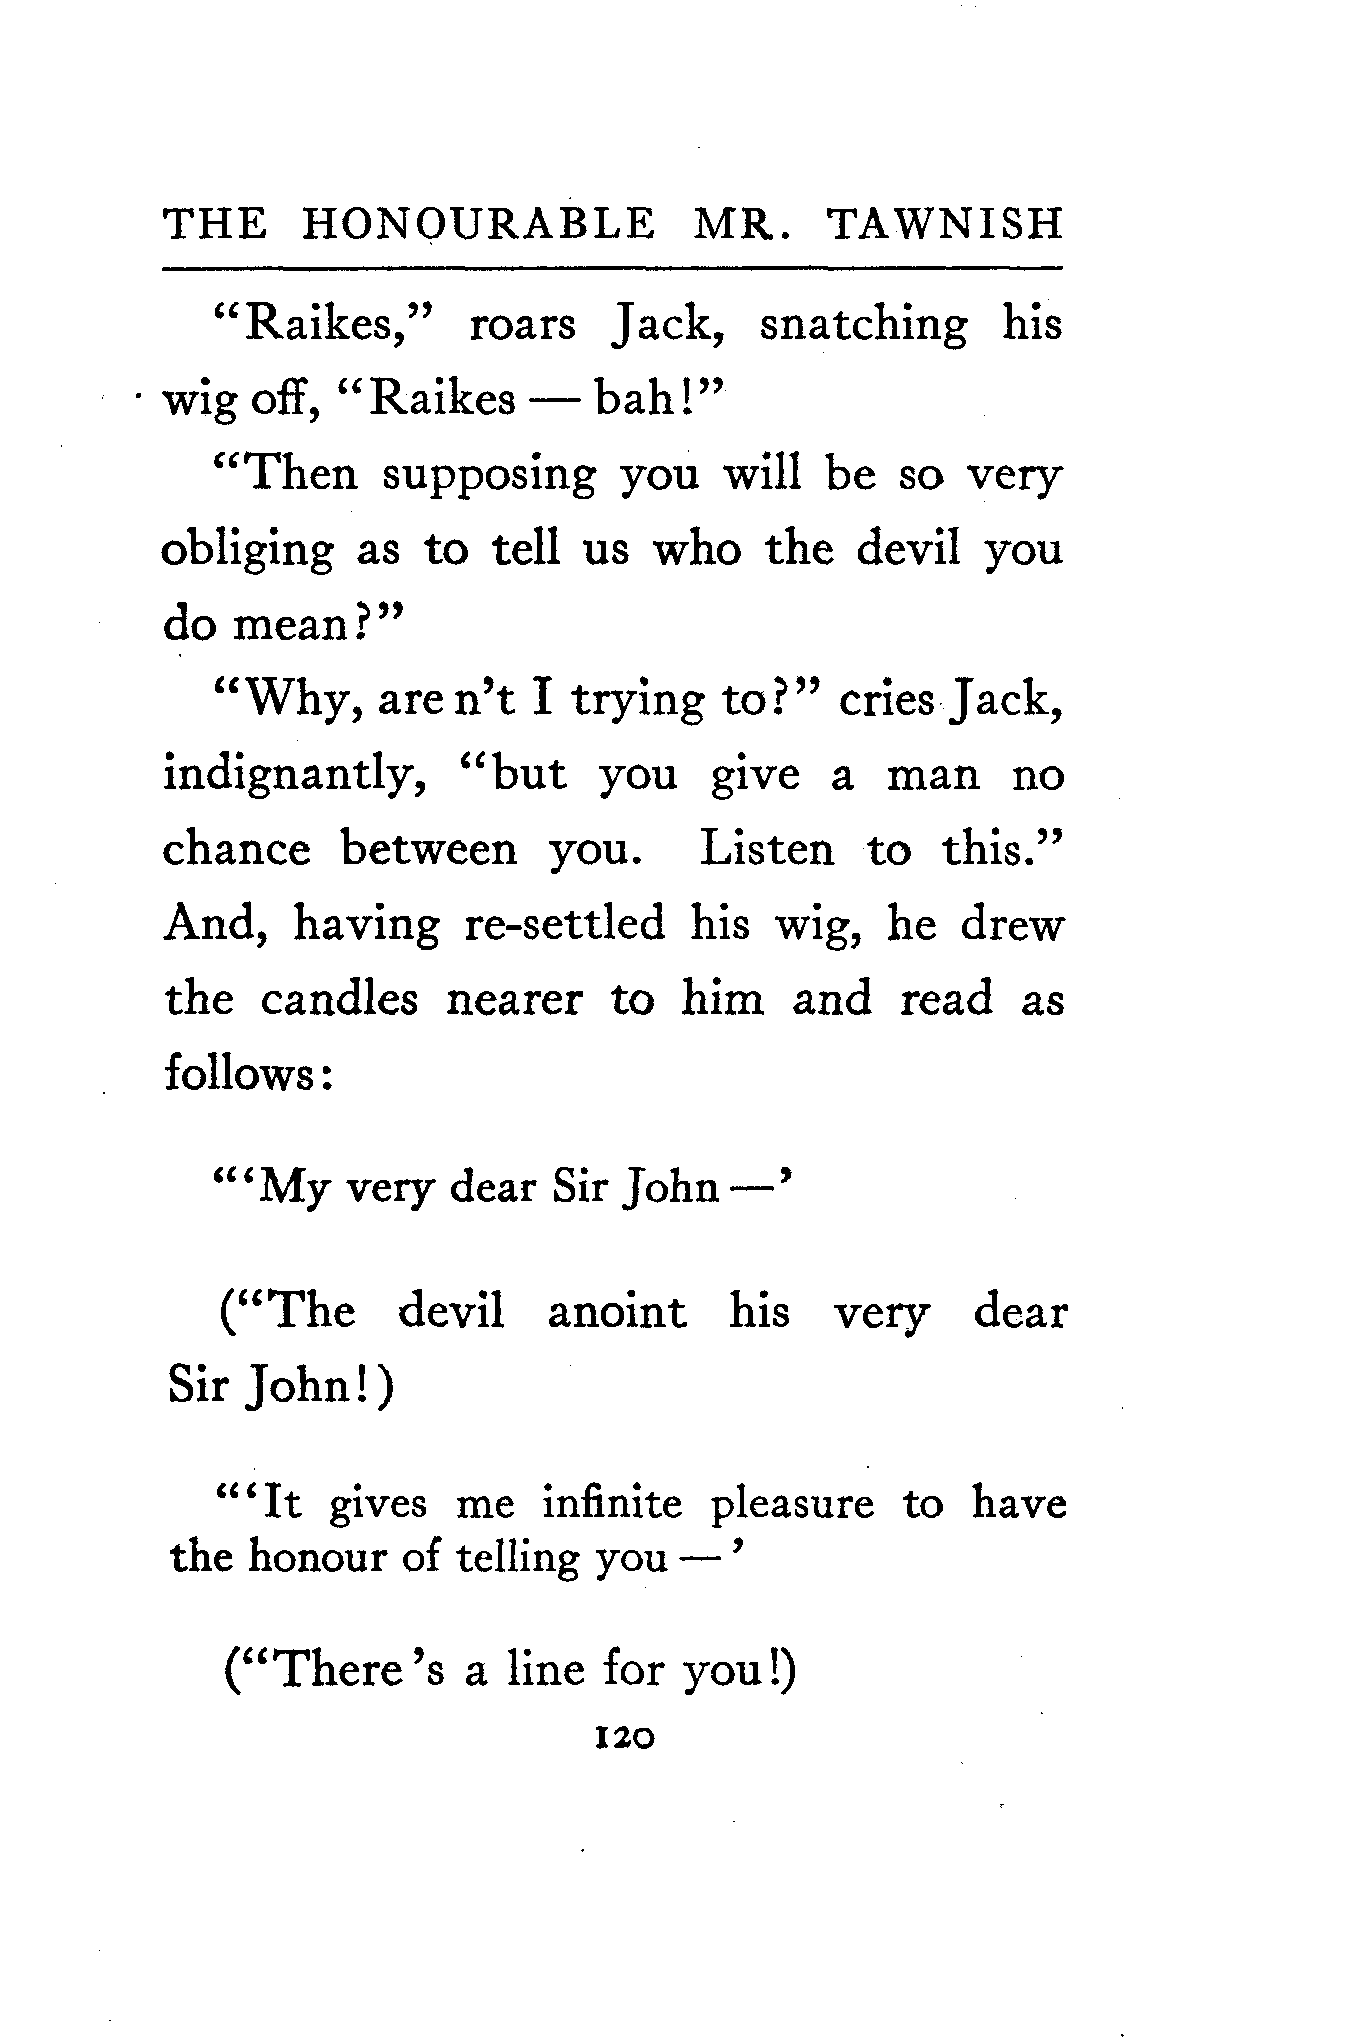 THE HONOURABLE MR. TAWNISH
“Raikes,” roars Jack, snatching his
wig off, “Raikes — bah!”
“Then supposing you will be so very
obliging as to tell us who the devil you
do mean?”
“Why, are n’t I trying to?” cries Jack,
indignantly, “but you give a man no
chance between you. Listen to this.”
And, having re-settled his wig, he drew
the candles nearer to him and read as
follows:
“‘My very dear Sir John —’
(“The devil anoint his very dear
Sir John!)
“‘It gives me infinite pleasure to have
the honour of telling you — ’
(“There ’s a line for you!)
120